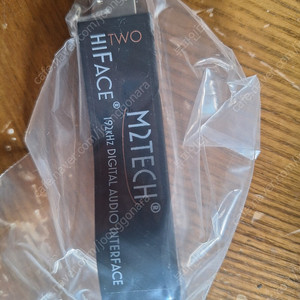 M2TECH®
HIFACE® TWO
192kHz DIGITAL AUDIO INTERFACE